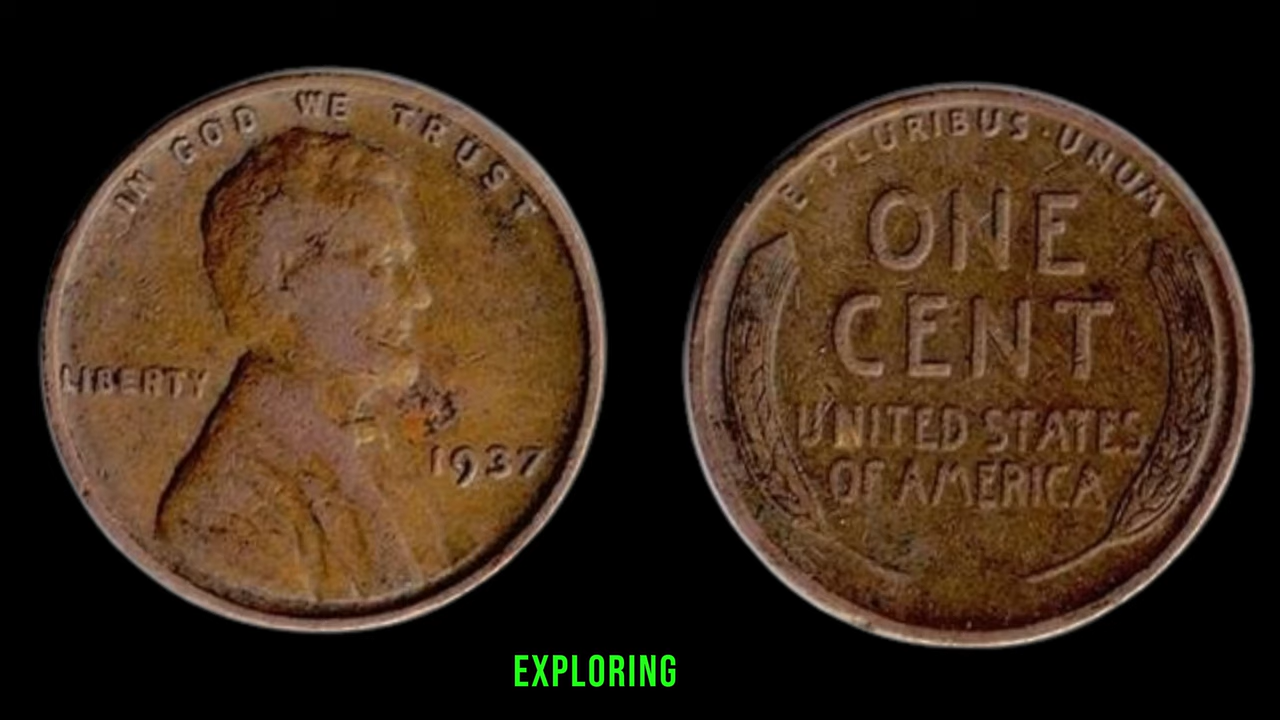 IN GOD WE TRUST
LIBERTY
1937
E·PLURIBUS·UNUM
ONE
CENT
UNITED STATES
OF AMERICA
EXPLORING